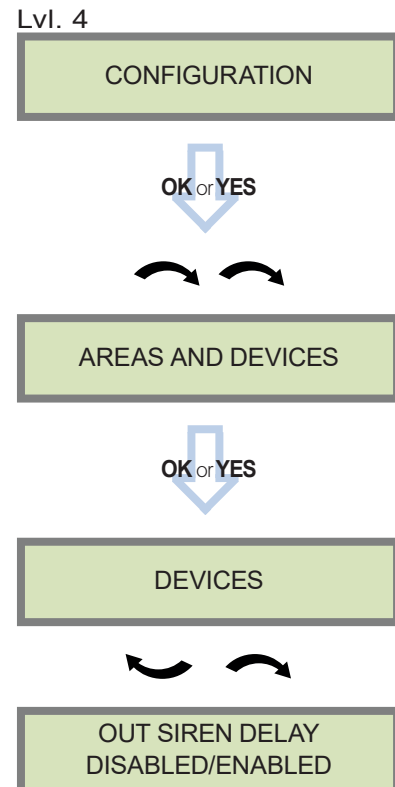 Lvl. 4
CONFIGURATION
OK or YES
AREAS AND DEVICES
OK or YES
DEVICES
OUT SIREN DELAY
DISABLED/ENABLED